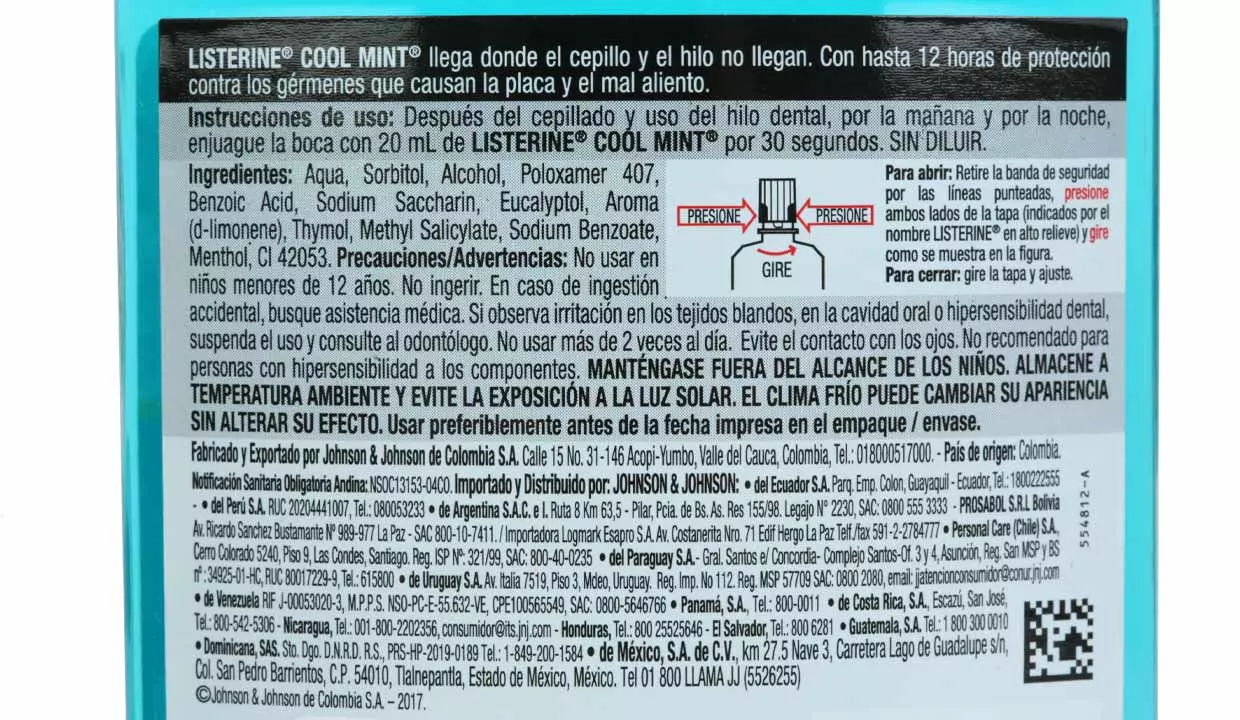 LISTERINE® COOL MINT® llega donde el cepillo y el hilo no llegan. Con hasta 12 horas de protección
contra los gérmenes que causan la placa y el mal aliento.
Instrucciones de uso: Después del cepillado y uso del hilo dental, por la mañana y por la noche,
enjuague la boca con 20 mL de LISTERINE® COOL MINT® por 30 segundos. SIN DILUIR.
Ingredientes: Aqua, Sorbitol, Alcohol, Poloxamer 407,
Benzoic Acid, Sodium Saccharin, Eucalyptol, Aroma
(d-limonene), Thymol, Methyl Salicylate, Sodium Benzoate,
Menthol, CI 42053. Precauciones/Advertencias: No usar en
niños menores de 12 años. No ingerir. En caso de ingestión
PRESIONE PRESIONE
GIRE
Para abrir: Retire la banda de seguridad
por las líneas punteadas, presione
ambos lados de la tapa (indicados por el
nombre LISTERINE® en alto relieve) y gire
como se muestra en la figura.
Para cerrar: gire la tapa y ajuste.
accidental, busque asistencia médica. Si observa irritación en los tejidos blandos, en la cavidad oral o hipersensibilidad dental,
suspenda el uso y consulte al odontólogo. No usar más de 2 veces al día. Evite el contacto con los ojos. No recomendado para
personas con hipersensibilidad a los componentes. MANTÉNGASE FUERA DEL ALCANCE DE LOS NIÑOS. ALMACENE A
TEMPERATURA AMBIENTE Y EVITE LA EXPOSICIÓN A LA LUZ SOLAR. EL CLIMA FRÍO PUEDE CAMBIAR SU APARIENCIA
SIN ALTERAR SU EFECTO. Usar preferiblemente antes de la fecha impresa en el empaque / envase.
Fabricado y Exportado por Johnson & Johnson de Colombia S.A. Calle 15 No. 31-146 Acopi-Yumbo, Valle del Cauca, Colombia, Tel.: 018000517000. - País de origen: Colombia.
Notificación Sanitaria Obligatoria Andina: NSOC13153-04CO. Importado y Distribuido por: JOHNSON & JOHNSON: • del Ecuador S.A. Parq. Emp. Colon, Guayaquil - Ecuador, Tel.: 1800222555
- • del Perú S.A. RUC 20204441007, Tel.: 080053233 • de Argentina S.A.C. e I. Ruta 8 Km 63,5 - Pilar, Pcia. de Bs. As. Res 155/98. Legajo N° 2230, SAC: 0800 555 3333 - PROSABOL S.R.L Bolivia
Av. Ricardo Sanchez Bustamente N° 989-977 La Paz - SAC 800-10-7411. / Importadora Logmark Esapro S.A. Av. Costanerita Nro. 71 Edif Hergo La Paz Telf./fax 591-2-2784777 • Personal Care (Chile) S.A.,
Cerro Colorado 5240, Piso 9, Las Condes, Santiago. Reg. ISP N°: 321/99, SAC: 800-40-0235 • del Paraguay S.A.- Gral. Santos e/ Concordia- Complejo Santos-Of. 3 y 4, Asunción, Reg. San MSP y BS
n° : 34925-01-HC, RUC 80017229-9, Tel.: 615800 • de Uruguay S.A. Av. Italia 7519, Piso 3, Mdeo, Uruguay. Reg. Imp. No 112. Reg. MSP 57709 SAC: 0800 2080, email: jjatencionconsumidor@conur.jnj.com
• de Venezuela RIF J-00053020-3, M.P.P.S. NSO-PC-E-55.632-VE, CPE100565549, SAC: 0800-5646766 • Panamá, S.A., Tel.: 800-0011 • de Costa Rica, S.A., Escazú, San José,
Tel.: 800-542-5306 - Nicaragua, Tel.: 001-800-2202356, consumidor@its.jnj.com - Honduras, Tel.: 800 25525646 - El Salvador, Tel.: 800 6281 • Guatemala, S.A. Tel.: 1 800 300 0010
• Dominicana, SAS. Sto. Dgo. D.N.R.D. R.S., PRS-HP-2019-0189 Tel.: 1-849-200-1584 • de México, S.A. de C.V., km 27.5 Nave 3, Carretera Lago de Guadalupe s/n,
Col. San Pedro Barrientos, C.P. 54010, Tlalnepantla, Estado de México, México. Tel 01 800 LLAMA JJ (5526255)
©Johnson & Johnson de Colombia S.A. – 2017.
554812-A